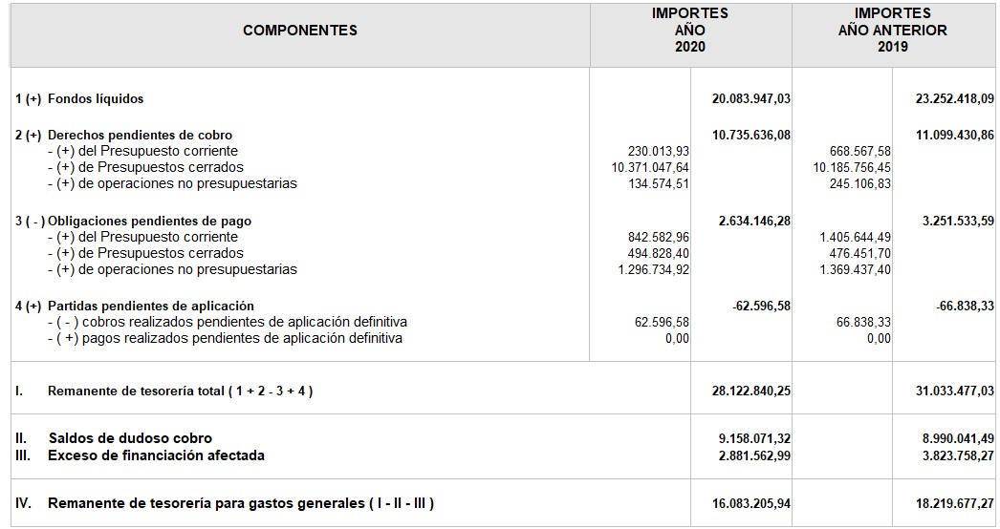 COMPONENTES
IMPORTES
AÑO
2020
IMPORTES
AÑO ANTERIOR
2019
1 (+) Fondos líquidos 20.083.947,03 23.252.418,09
2 (+) Derechos pendientes de cobro 10.735.636,08 11.099.430,86
- (+) del Presupuesto corriente 230.013,93 668.567,58
- (+) de Presupuestos cerrados 10.371.047,64 10.185.756,45
- (+) de operaciones no presupuestarias 134.574,51 245.106,83
3 ( - ) Obligaciones pendientes de pago 2.634.146,28 3.251.533,59
- (+) del Presupuesto corriente 842.582,96 1.405.644,49
- (+) de Presupuestos cerrados 494.828,40 476.451,70
- (+) de operaciones no presupuestarias 1.296.734,92 1.369.437,40
4 (+) Partidas pendientes de aplicación -62.596,58 -66.838,33
- ( - ) cobros realizados pendientes de aplicación definitiva 62.596,58 66.838,33
- ( +) pagos realizados pendientes de aplicación definitiva 0,00 0,00
I. Remanente de tesorería total ( 1 + 2 - 3 + 4 ) 28.122.840,25 31.033.477,03
II. Saldos de dudoso cobro 9.158.071,32 8.990.041,49
III. Exceso de financiación afectada 2.881.562,99 3.823.758,27
IV. Remanente de tesorería para gastos generales ( I - II - III ) 16.083.205,94 18.219.677,27